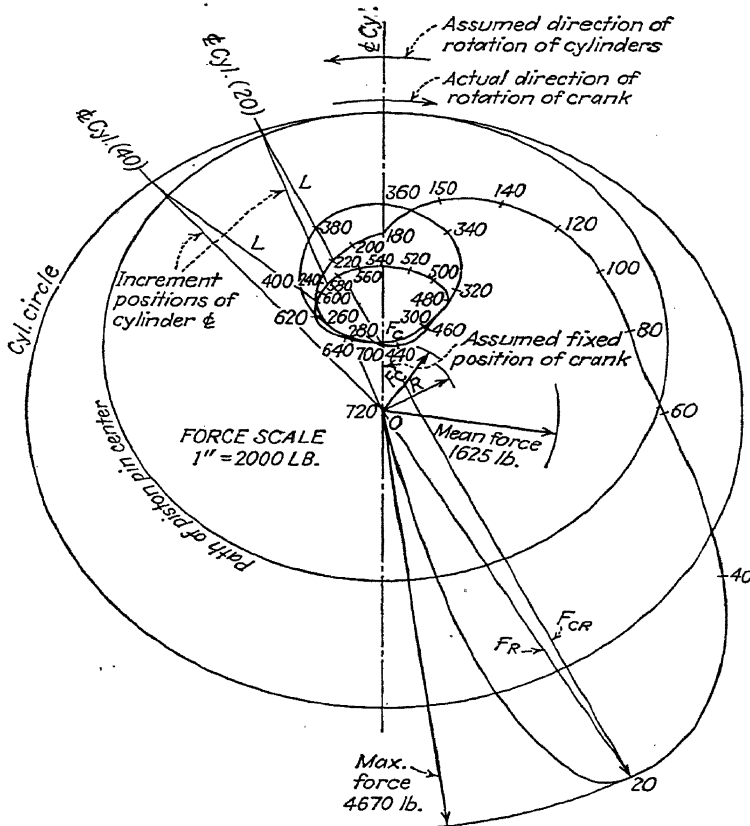 ℄ Cyl.
Assumed direction of
rotation of cylinders
Actual direction of
rotation of crank
℄ Cyl. (20)
℄ Cyl. (40)
L
L
Increment
positions of
cylinder ℄
Cyl. circle
Path of piston pin center
360
150
140
120
100
80
60
40
20
0
380
200
180
340
220
540
520
400
240
560
500
580
320
600
480
620
260
300
460
280
Fc
640
700
440
Fc
R
Assumed fixed
position of crank
720
O
FORCE SCALE
1" = 2000 LB.
Mean force
1625 lb.
FR
FCR
Max.
force
4670 lb.